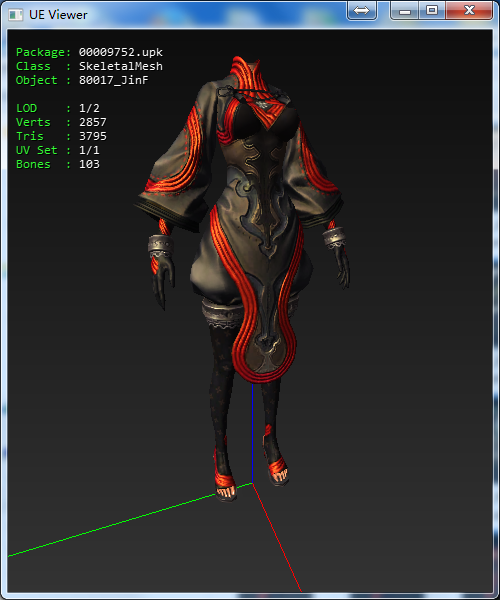 UE Viewer
Package: 00009752.upk
Class : SkeletalMesh
Object : 80017_JinF
LOD : 1/2
Verts : 2857
Tris : 3795
UV Set : 1/1
Bones : 103